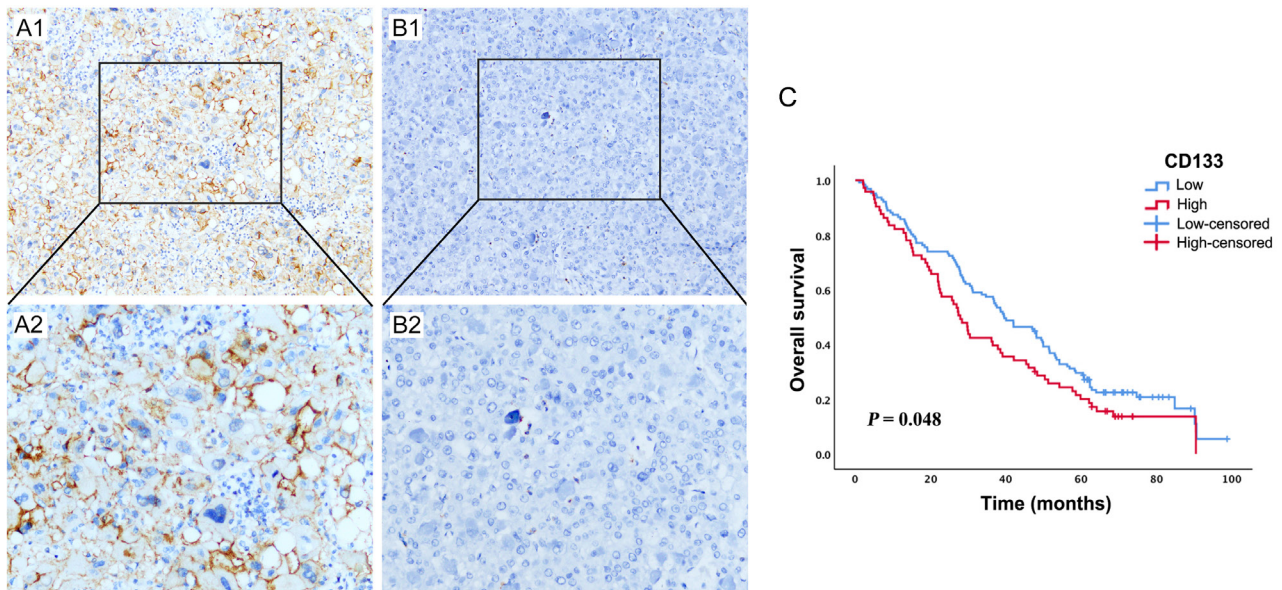 A1
B1
A2
B2
C
CD133
Low
High
Low-censored
High-censored
Overall survival
1.0
0.8
0.6
0.4
0.2
0.0
P = 0.048
0
20
40
60
80
100
Time (months)